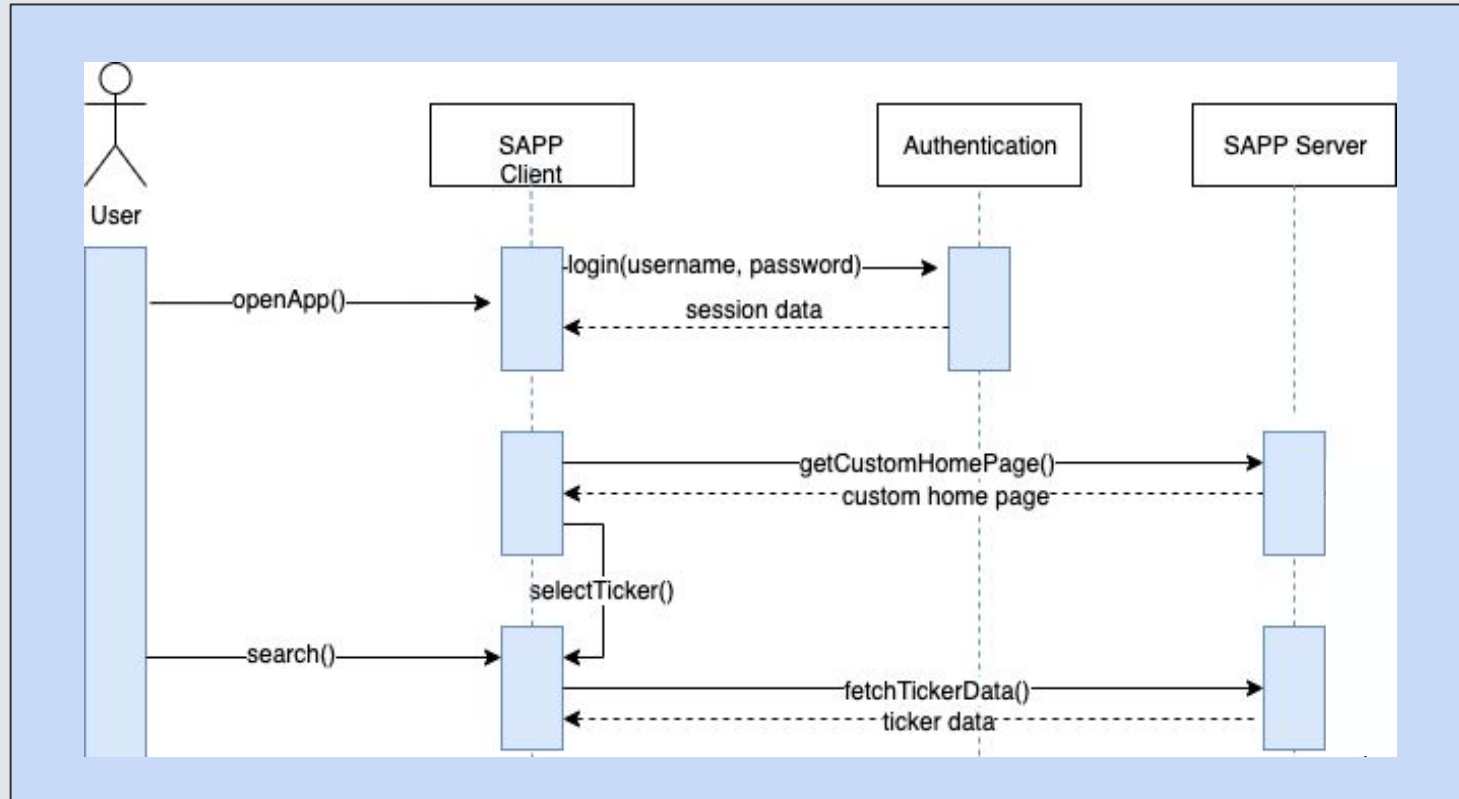 SAPP
Client
Authentication
SAPP Server
User
login(username, password)
openApp()
session data
getCustomHomePage()
custom home page
selectTicker()
search()
fetchTickerData()
ticker data